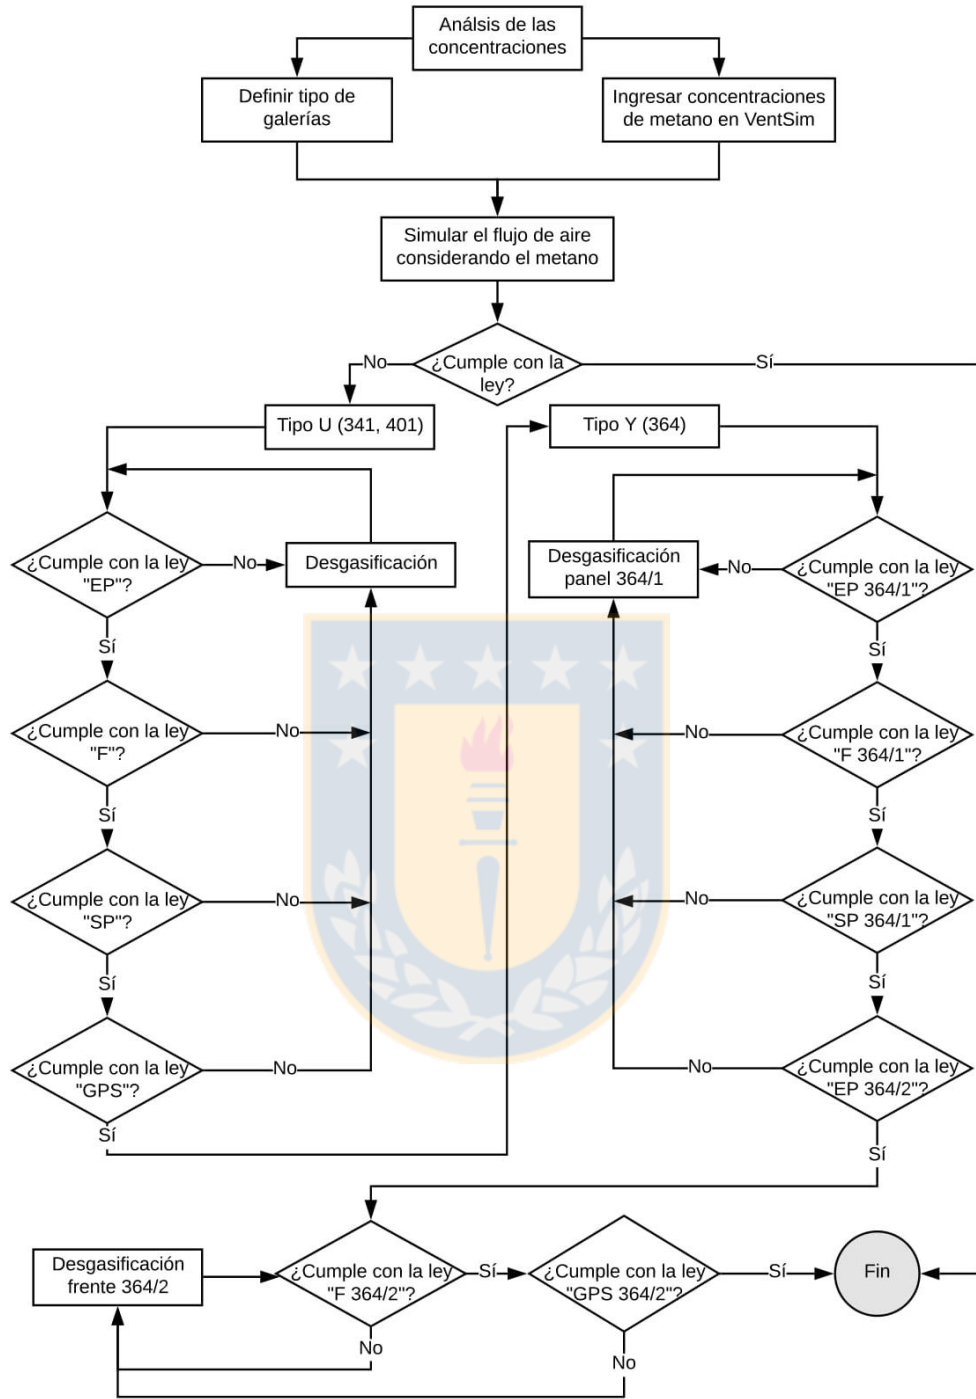 Análsis de las
concentraciones
Definir tipo de
galerías
Ingresar concentraciones
de metano en VentSim
Simular el flujo de aire
considerando el metano
¿Cumple con la
ley?
No
Sí
Tipo U (341, 401)
Tipo Y (364)
¿Cumple con la ley
"EP"?
No
Desgasificación
Sí
¿Cumple con la ley
"F"?
No
Sí
¿Cumple con la ley
"SP"?
No
Sí
¿Cumple con la ley
"GPS"?
No
Sí
Desgasificación
panel 364/1
No
¿Cumple con la ley
"EP 364/1"?
Sí
No
¿Cumple con la ley
"F 364/1"?
Sí
No
¿Cumple con la ley
"SP 364/1"?
Sí
No
¿Cumple con la ley
"EP 364/2"?
Sí
Desgasificación
frente 364/2
¿Cumple con la ley
"F 364/2"?
Sí
No
¿Cumple con la ley
"GPS 364/2"?
Sí
No
Fin